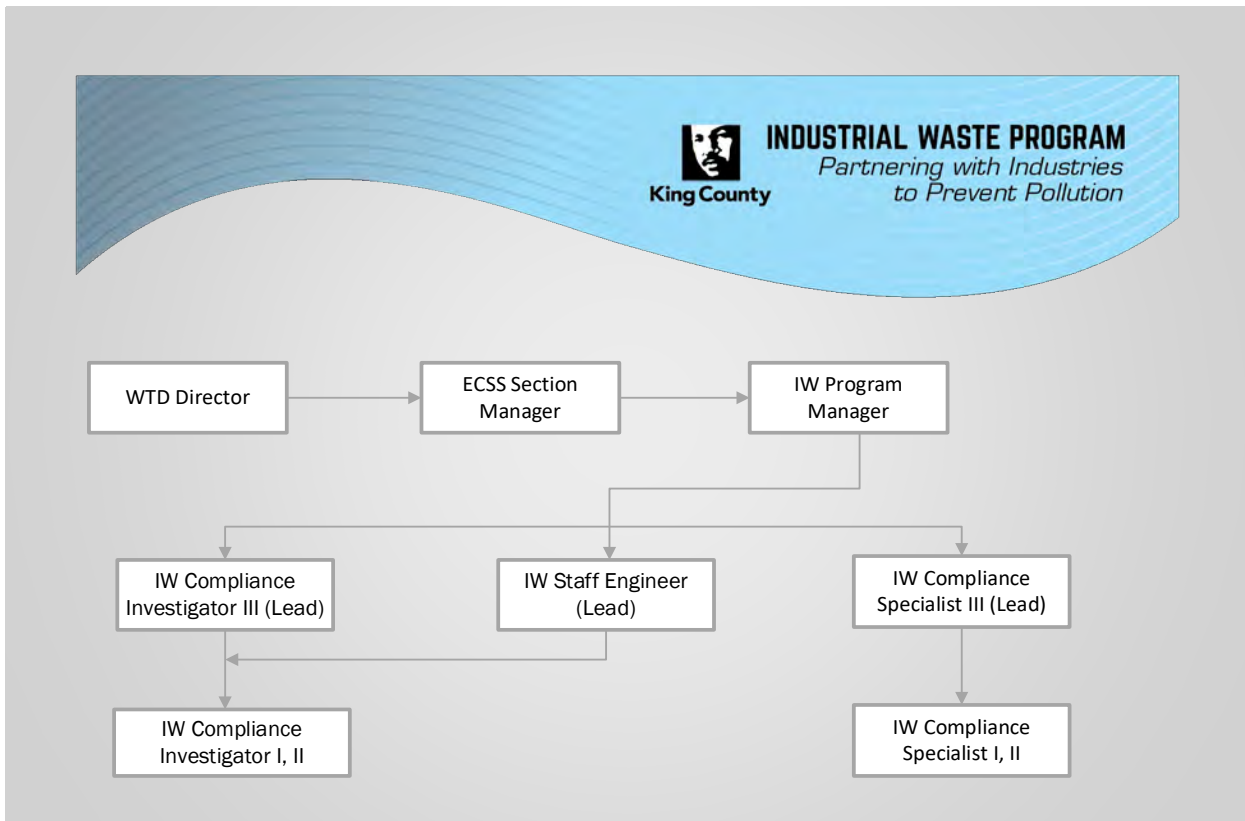 INDUSTRIAL WASTE PROGRAM
Partnering with Industries
to Prevent Pollution
King County
WTD Director
ECSS Section
Manager
IW Program
Manager
IW Compliance
Investigator III (Lead)
IW Staff Engineer
(Lead)
IW Compliance
Specialist III (Lead)
IW Compliance
Investigator I, II
IW Compliance
Specialist I, II